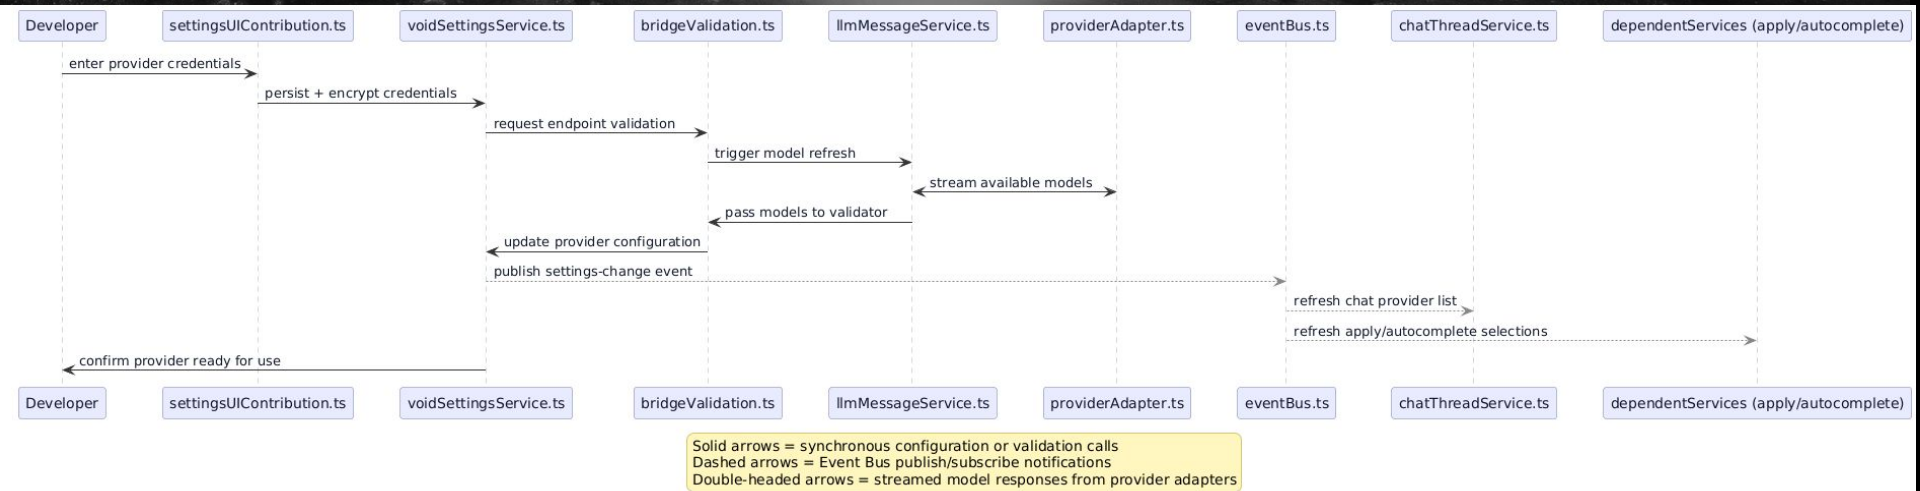 Developer
settingsUIContribution.ts
voidSettingsService.ts
bridgeValidation.ts
llmMessageService.ts
providerAdapter.ts
eventBus.ts
chatThreadService.ts
dependentServices (apply/autocomplete)
enter provider credentials
persist + encrypt credentials
request endpoint validation
trigger model refresh
stream available models
pass models to validator
update provider configuration
publish settings-change event
refresh chat provider list
refresh apply/autocomplete selections
confirm provider ready for use
Developer
settingsUIContribution.ts
voidSettingsService.ts
bridgeValidation.ts
llmMessageService.ts
providerAdapter.ts
eventBus.ts
chatThreadService.ts
dependentServices (apply/autocomplete)
Solid arrows = synchronous configuration or validation calls
Dashed arrows = Event Bus publish/subscribe notifications
Double-headed arrows = streamed model responses from provider adapters